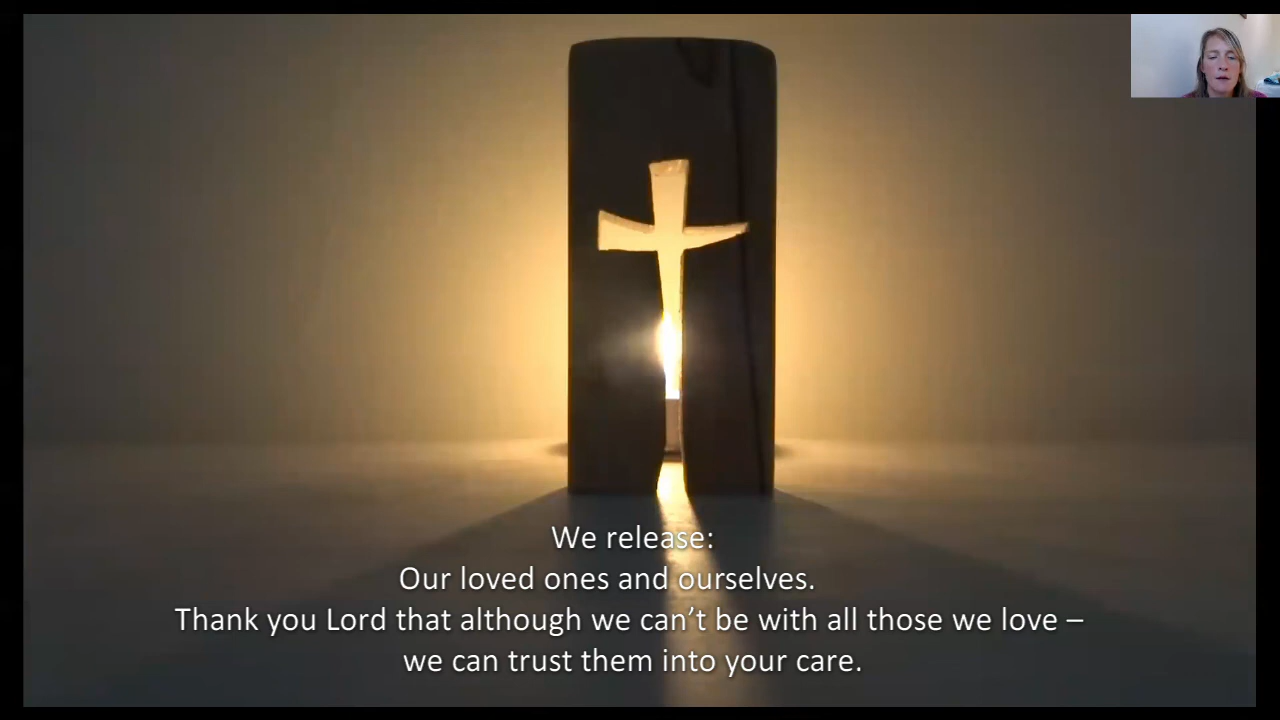 We release:
Our loved ones and ourselves.
Thank you Lord that although we can’t be with all those we love –
we can trust them into your care.